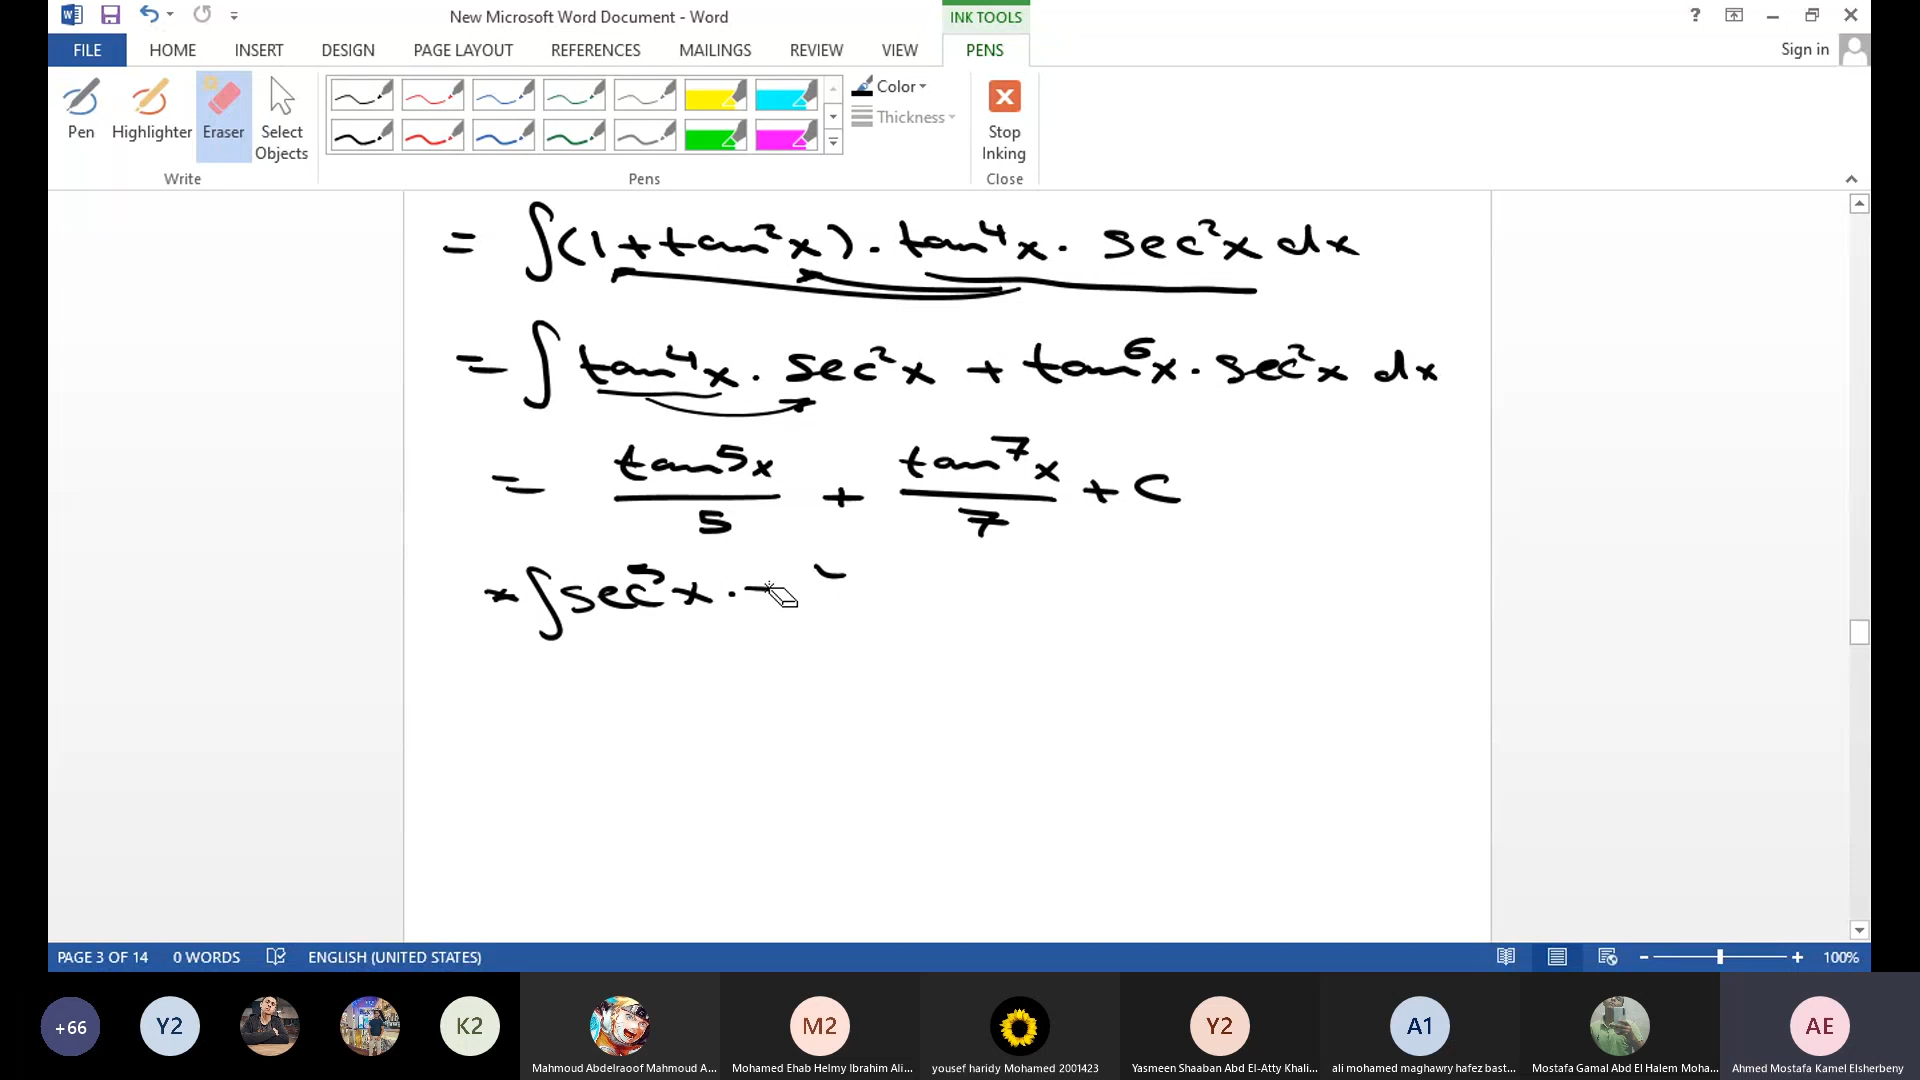 New Microsoft Word Document - Word
INK TOOLS
?
FILE HOME INSERT DESIGN PAGE LAYOUT REFERENCES MAILINGS REVIEW VIEW PENS Sign in
Pen Highlighter Eraser Select Objects
Color
Thickness
Stop Inking
Write Pens Close
= ∫(1+tan²x).tan⁴x. sec²x dx
= ∫ tan⁴x. sec²x + tan⁶x. sec²x dx
= tan⁵x/5 + tan⁷x/7 + C
PAGE 3 OF 14 0 WORDS ENGLISH (UNITED STATES) 100%
+66 Y2 K2 M2 Y2 A1 AE
Mahmoud Abdelraoof Mahmoud A... Mohamed Ehab Helmy Ibrahim Ali... yousef haridy Mohamed 2001423 Yasmeen Shaaban Abd El-Atty Khali... ali mohamed maghawry hafez bast... Mostafa Gamal Abd El Halem Moha... Ahmed Mostafa Kamel Elsherbeny